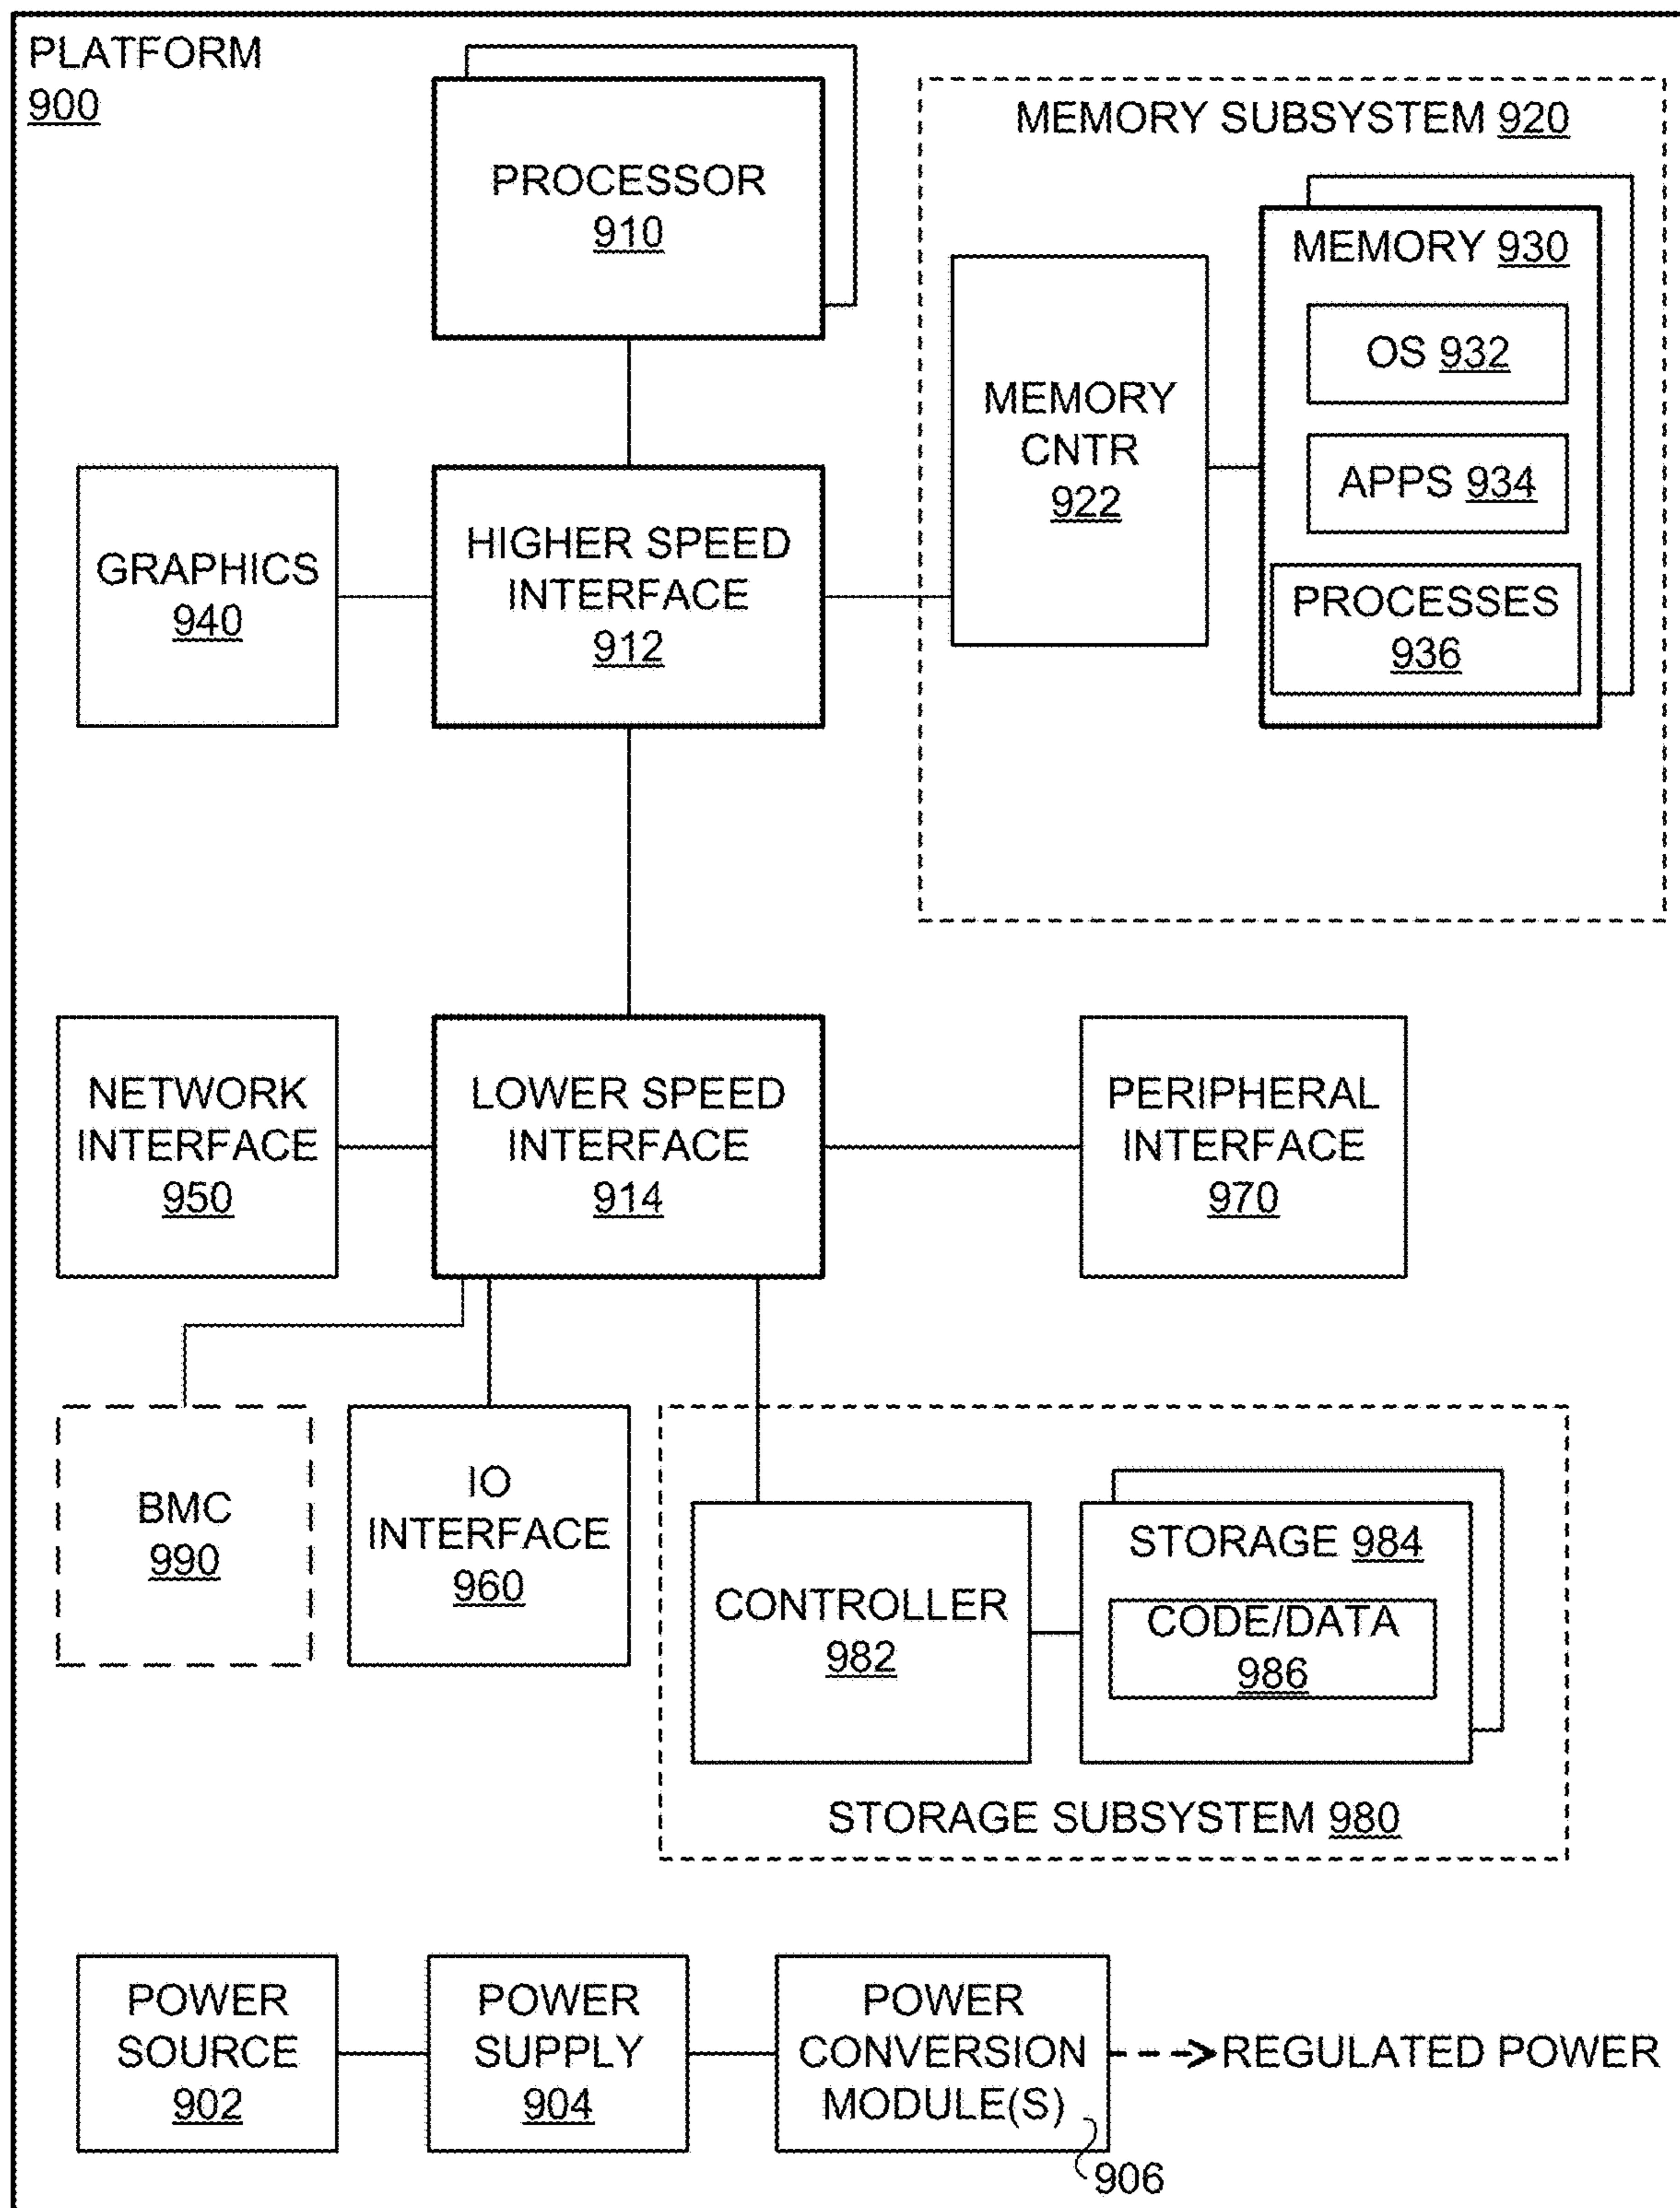 PLATFORM
900
PROCESSOR
910
MEMORY SUBSYSTEM 920
MEMORY 930
OS 932
APPS 934
PROCESSES
936
MEMORY
CNTR
922
GRAPHICS
940
HIGHER SPEED
INTERFACE
912
NETWORK
INTERFACE
950
LOWER SPEED
INTERFACE
914
PERIPHERAL
INTERFACE
970
BMC
990
IO
INTERFACE
960
CONTROLLER
982
STORAGE 984
CODE/DATA
986
STORAGE SUBSYSTEM 980
POWER
SOURCE
902
POWER
SUPPLY
904
POWER
CONVERSION
MODULE(S)
906
REGULATED POWER